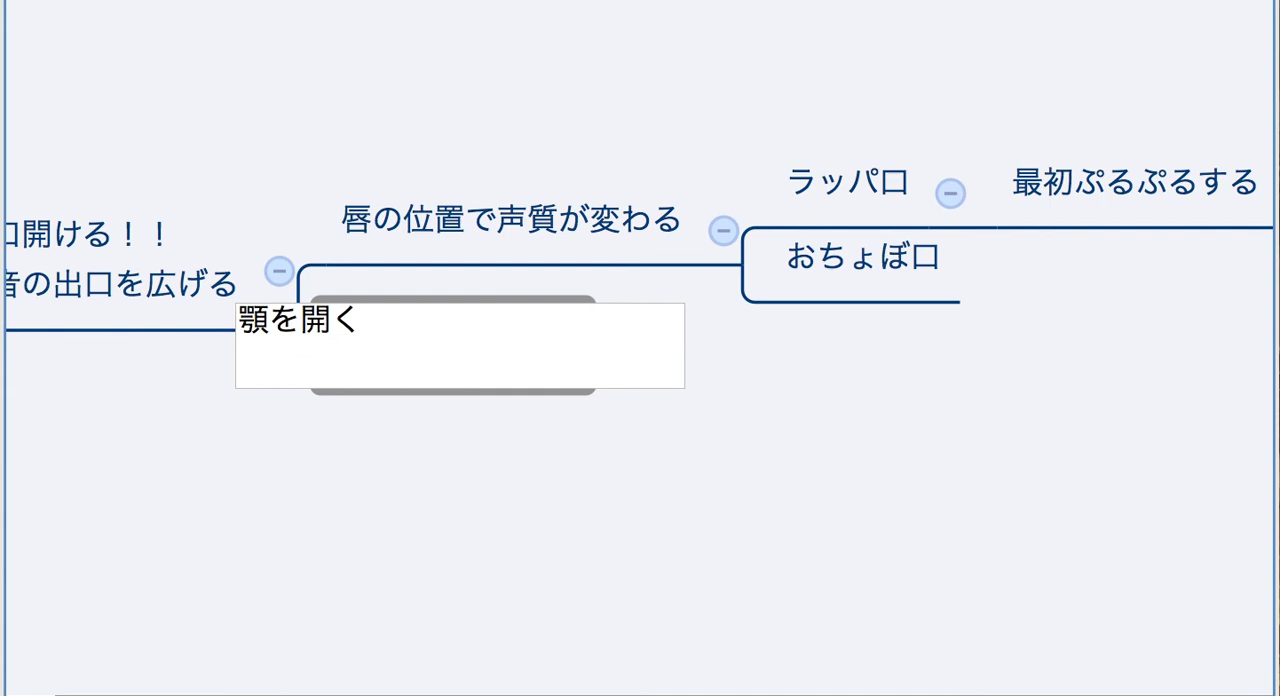 口開ける！！
音の出口を広げる
唇の位置で声質が変わる
ラッパ口
最初ぷるぷるする
おちょぼ口
顎を開く